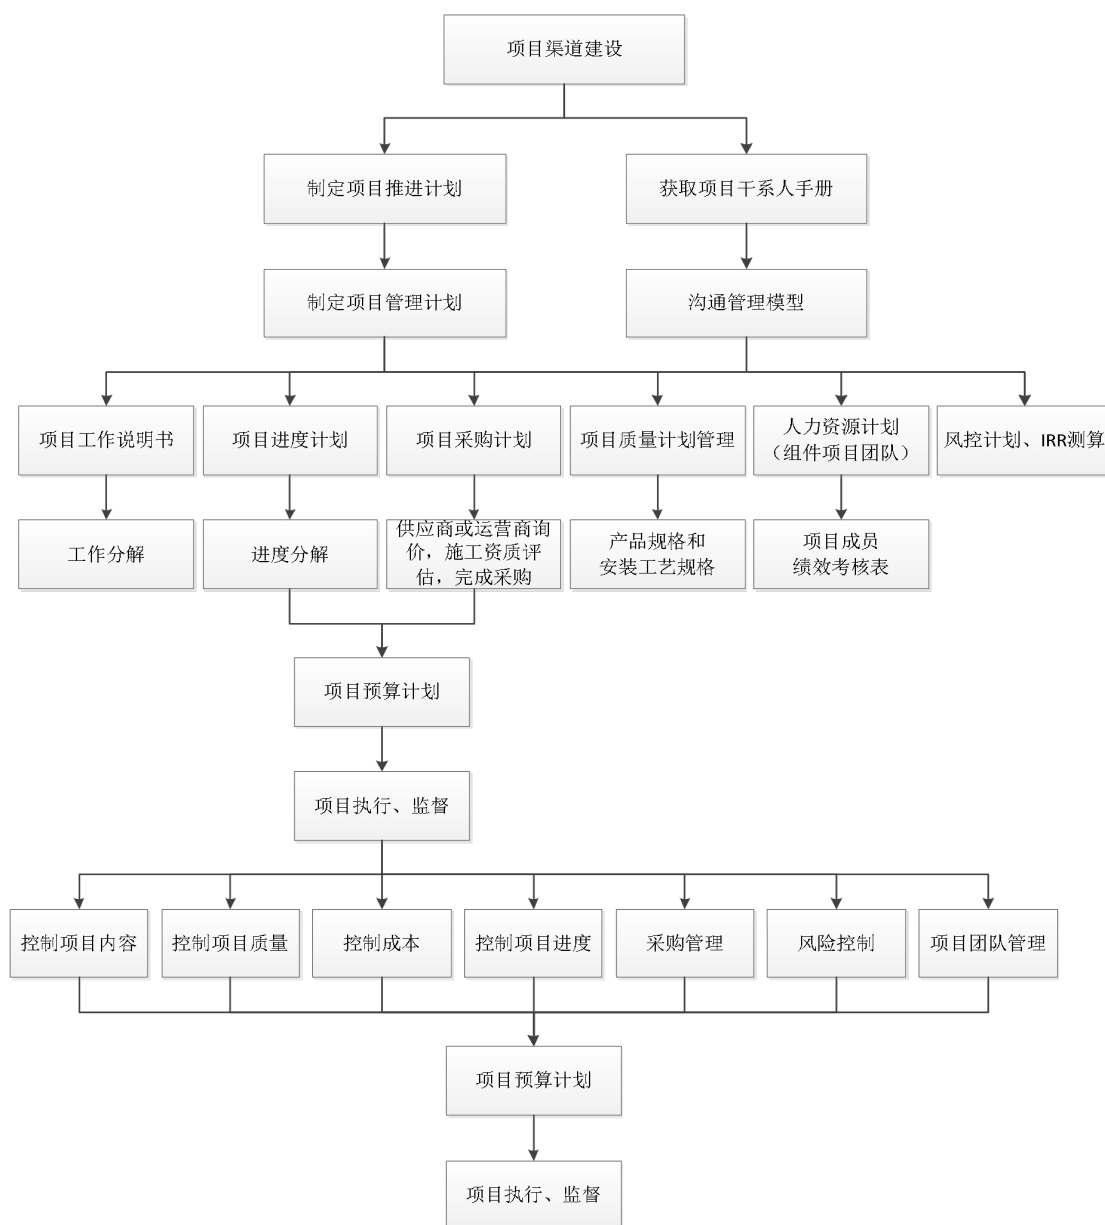 项目渠道建设
制定项目推进计划
获取项目干系人手册
制定项目管理计划
沟通管理模型
项目工作说明书
项目进度计划
项目采购计划
项目质量计划管理
人力资源计划
（组件项目团队）
风控计划、IRR测算
工作分解
进度分解
供应商或运营商询
价，施工资质评
估，完成采购
产品规格和
安装工艺规格
项目成员
绩效考核表
项目预算计划
项目执行、监督
控制项目内容
控制项目质量
控制成本
控制项目进度
采购管理
风险控制
项目团队管理
项目预算计划
项目执行、监督